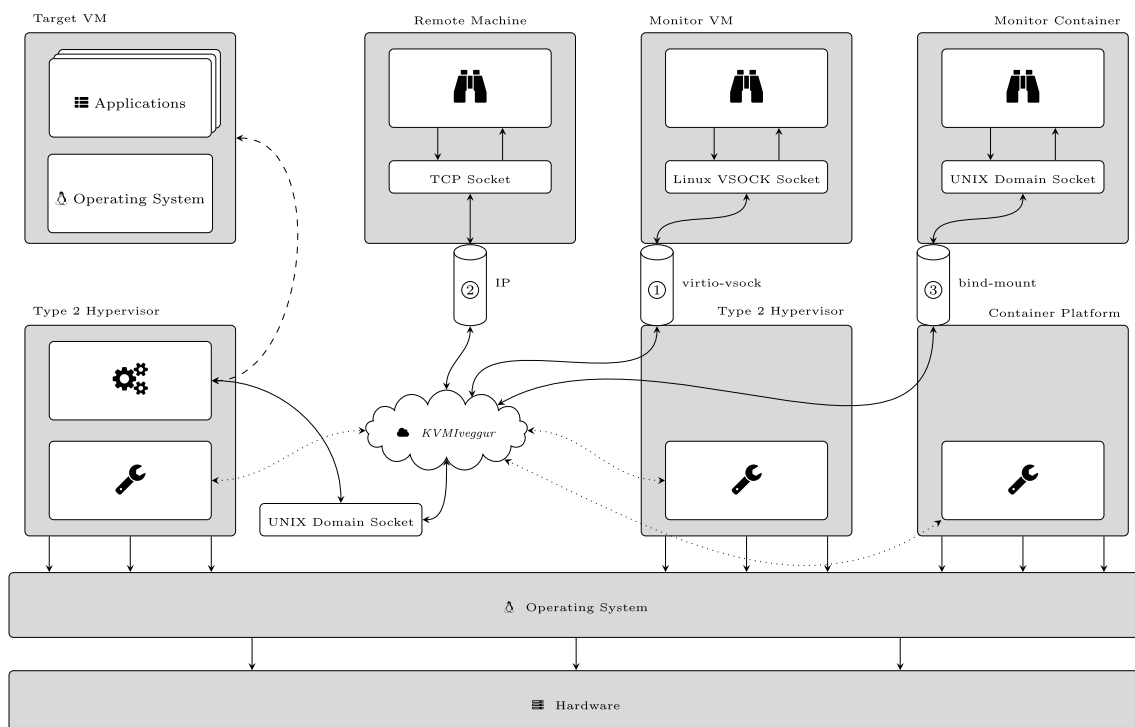 Target VM
Remote Machine
Monitor VM
Monitor Container
Applications
Operating System
TCP Socket
Linux VSOCK Socket
UNIX Domain Socket
2
IP
1
virtio-vsock
3
bind-mount
Type 2 Hypervisor
Type 2 Hypervisor
Container Platform
KVMIveggur
UNIX Domain Socket
Operating System
Hardware